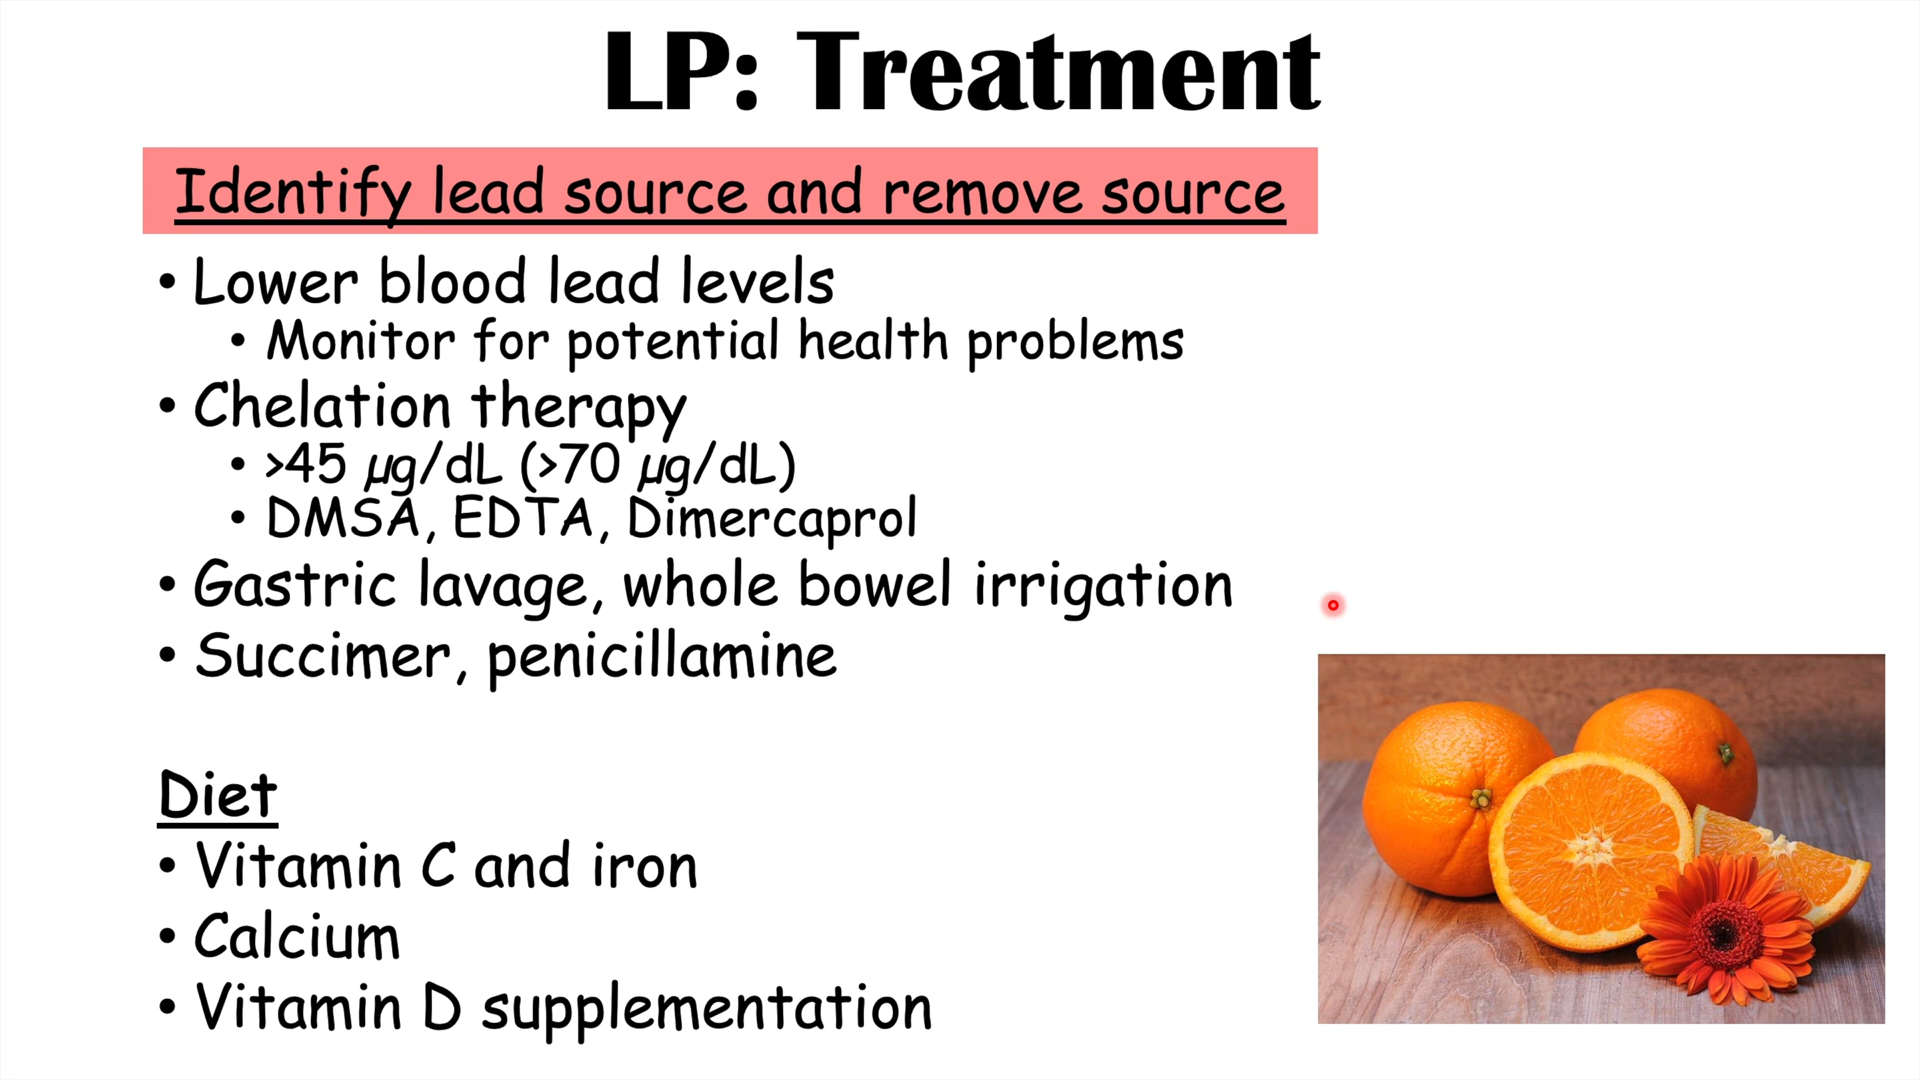 LP: Treatment
Identify lead source and remove source
• Lower blood lead levels
• Monitor for potential health problems
• Chelation therapy
• >45 µg/dL (>70 µg/dL)
• DMSA, EDTA, Dimercaprol
• Gastric lavage, whole bowel irrigation
• Succimer, penicillamine
Diet
• Vitamin C and iron
• Calcium
• Vitamin D supplementation